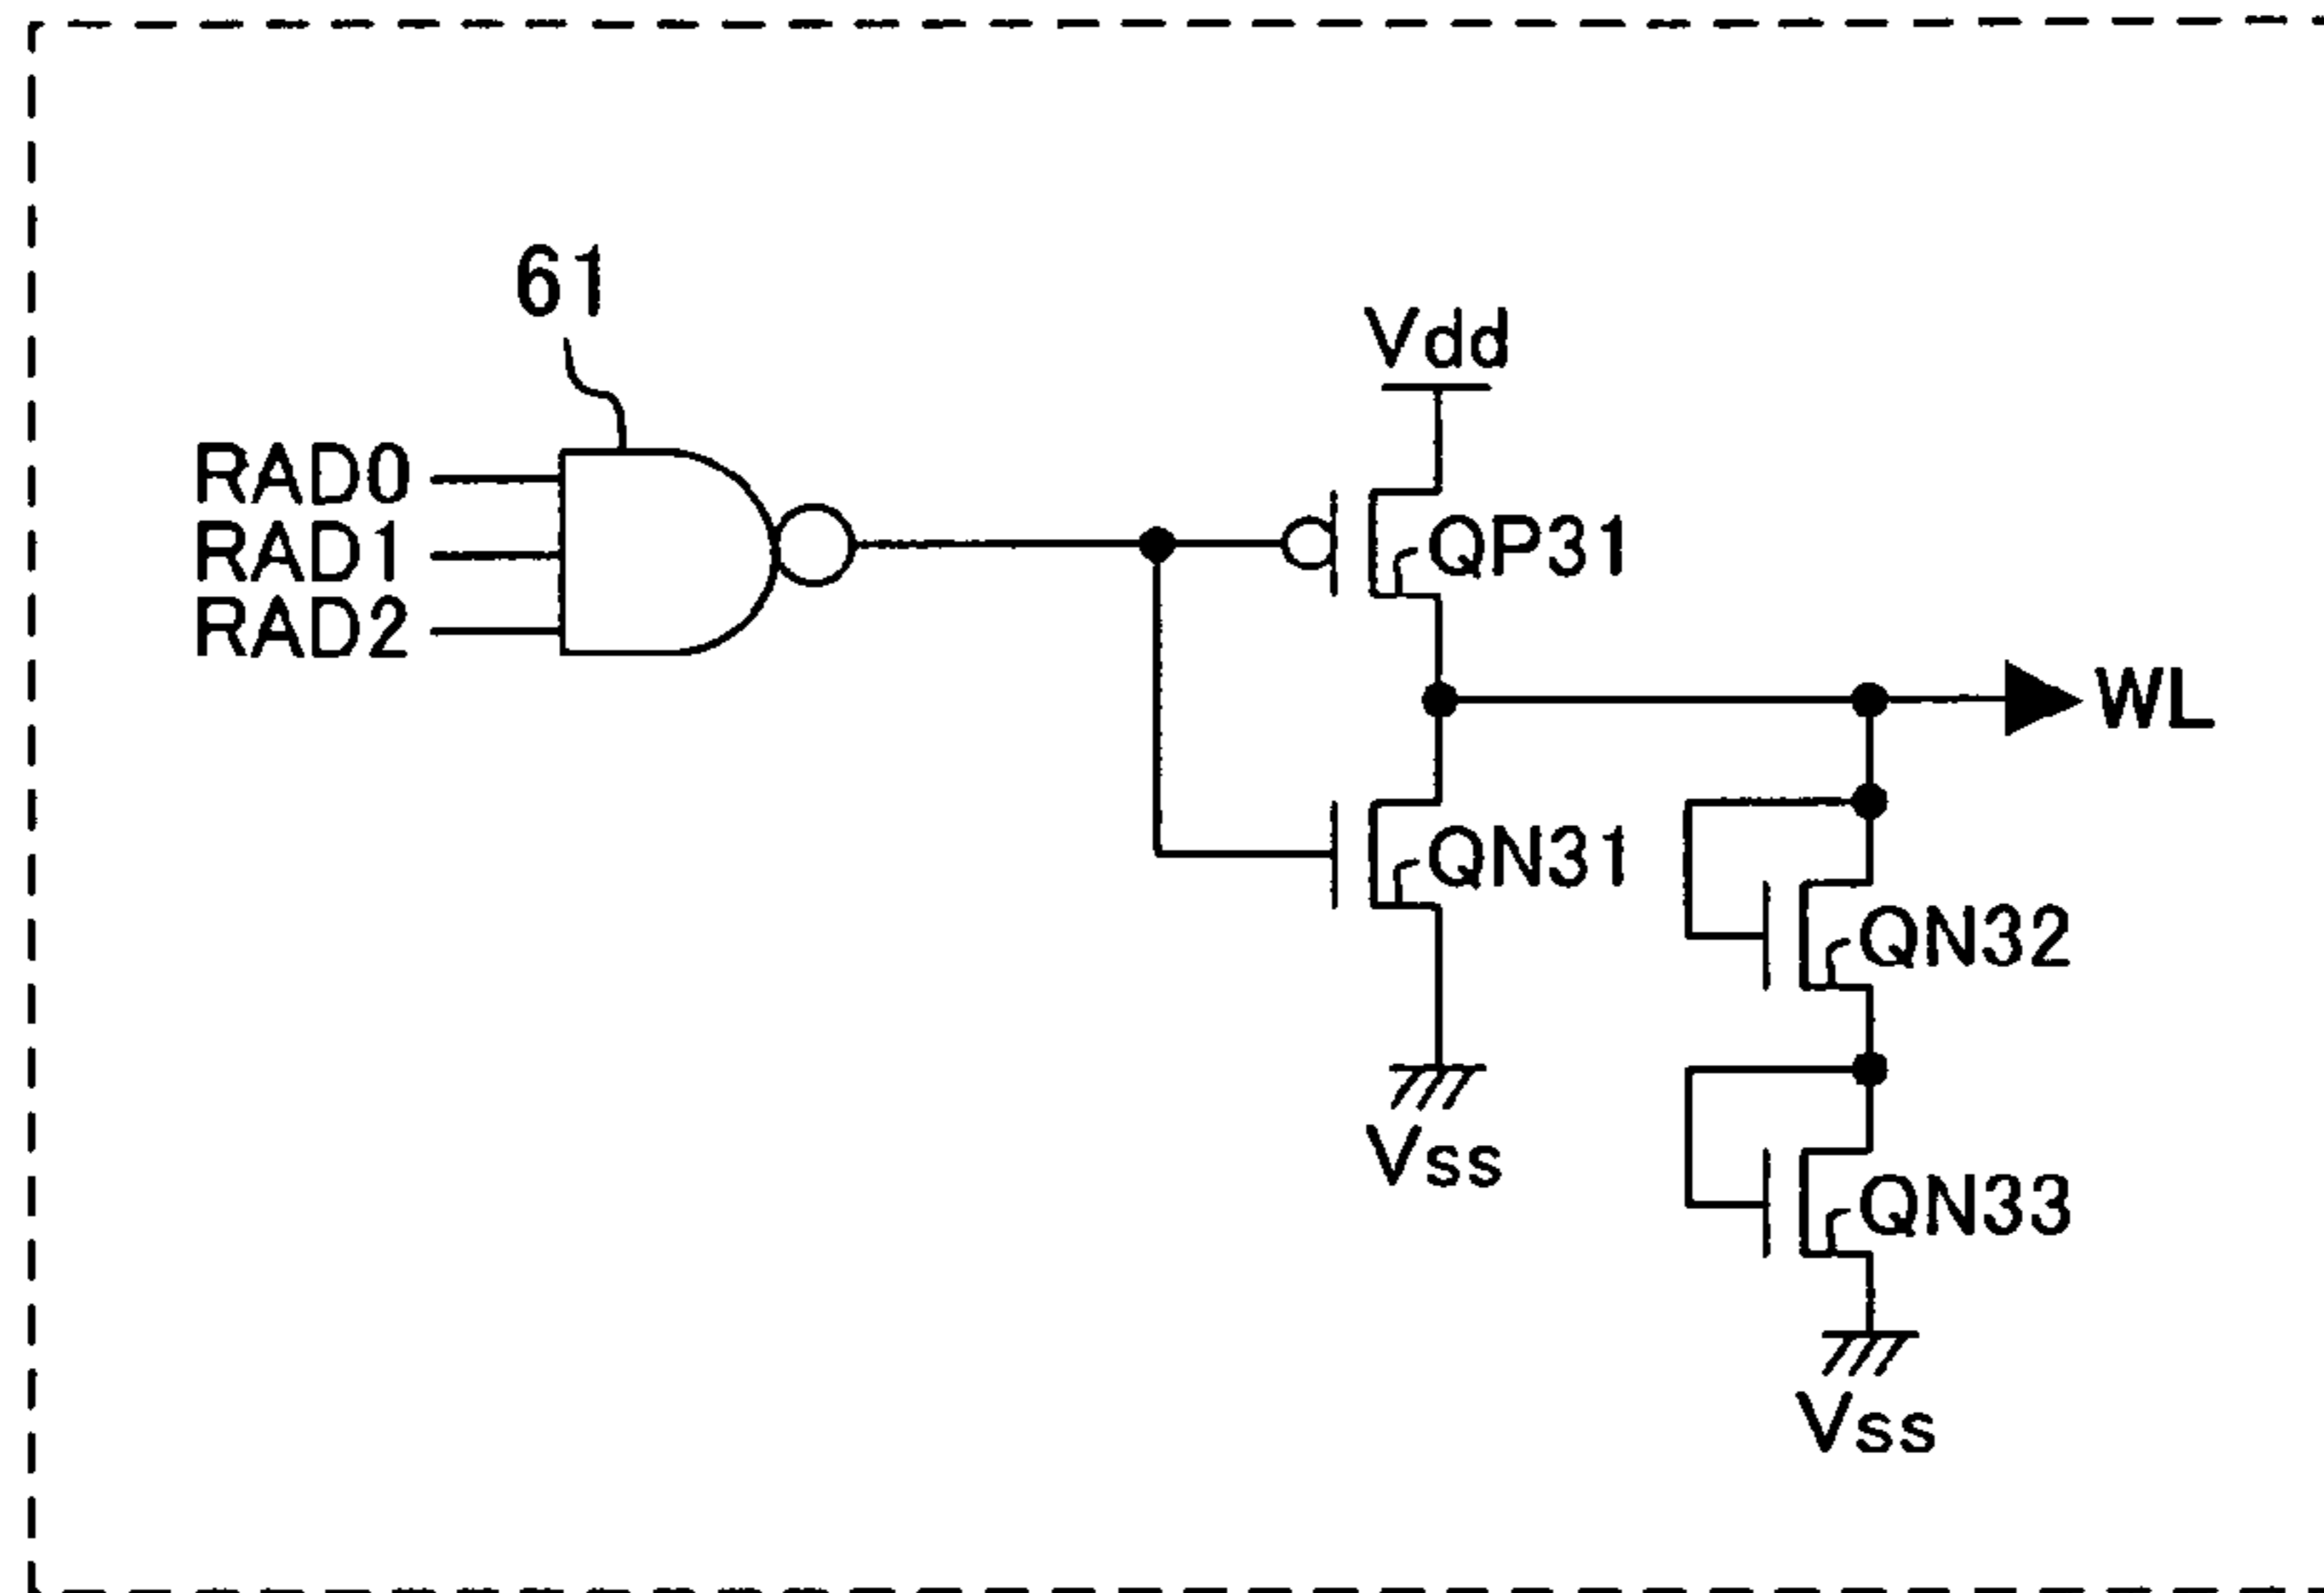 61
Vdd
RAD0
RAD1
RAD2
QP31
WL
QN31
QN32
Vss
QN33
Vss